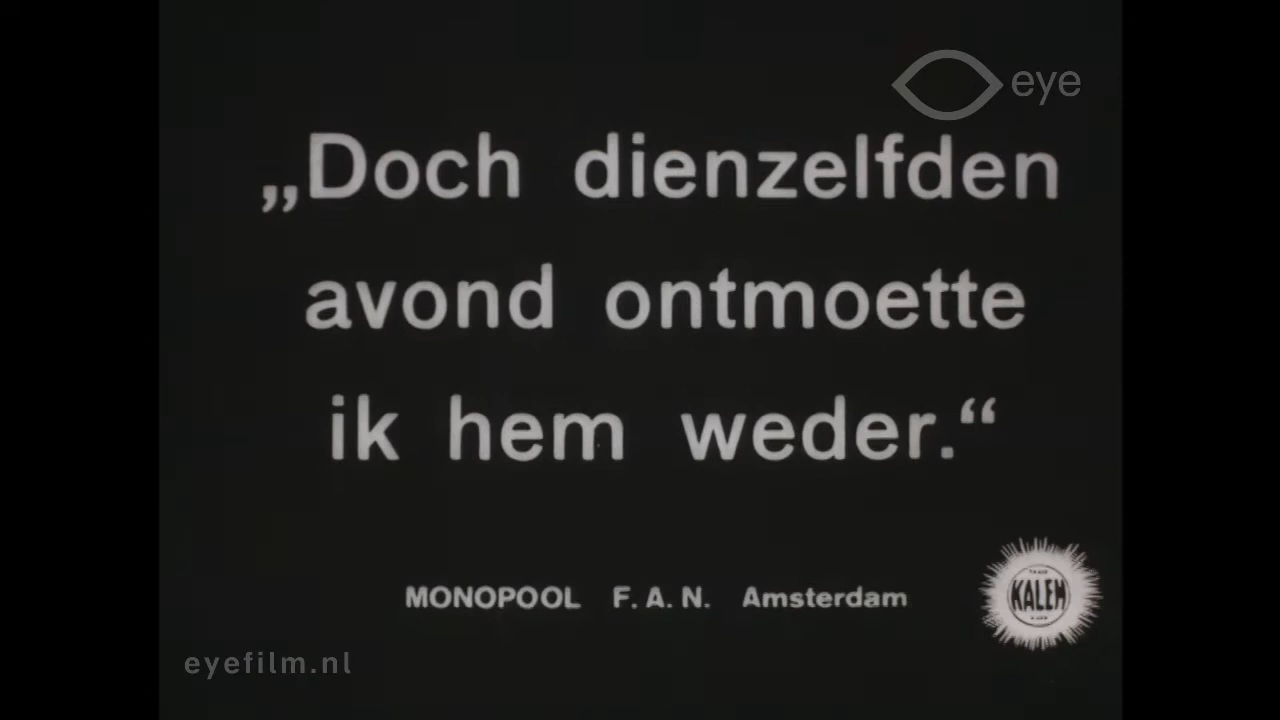 eye
„Doch dienzelfden
avond ontmoette
ik hem weder.“
MONOPOOL F. A. N. Amsterdam
KALEM
eyefilm.nl